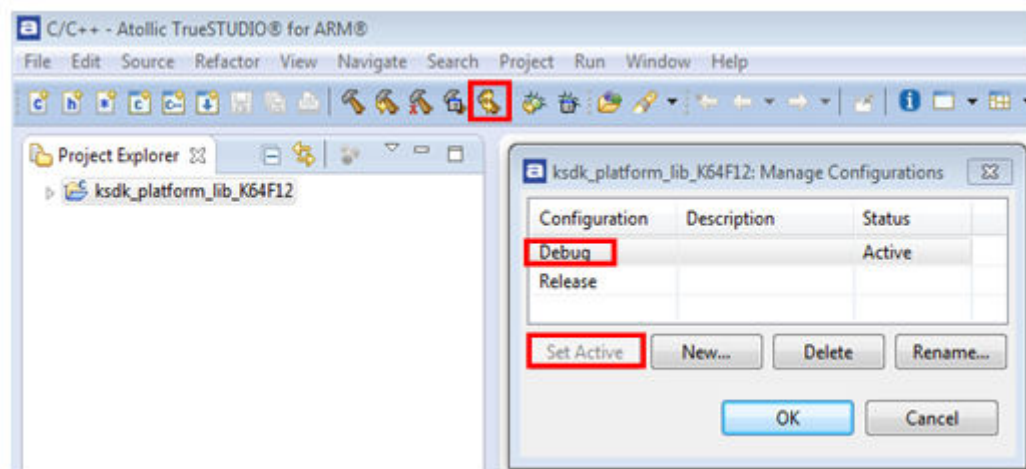 C/C++ - Atollic TrueSTUDIO® for ARM®
File Edit Source Refactor View Navigate Search Project Run Window Help
Project Explorer
ksdk_platform_lib_K64F12
ksdk_platform_lib_K64F12: Manage Configurations
Configuration Description Status
Debug Active
Release
Set Active New... Delete Rename...
OK Cancel